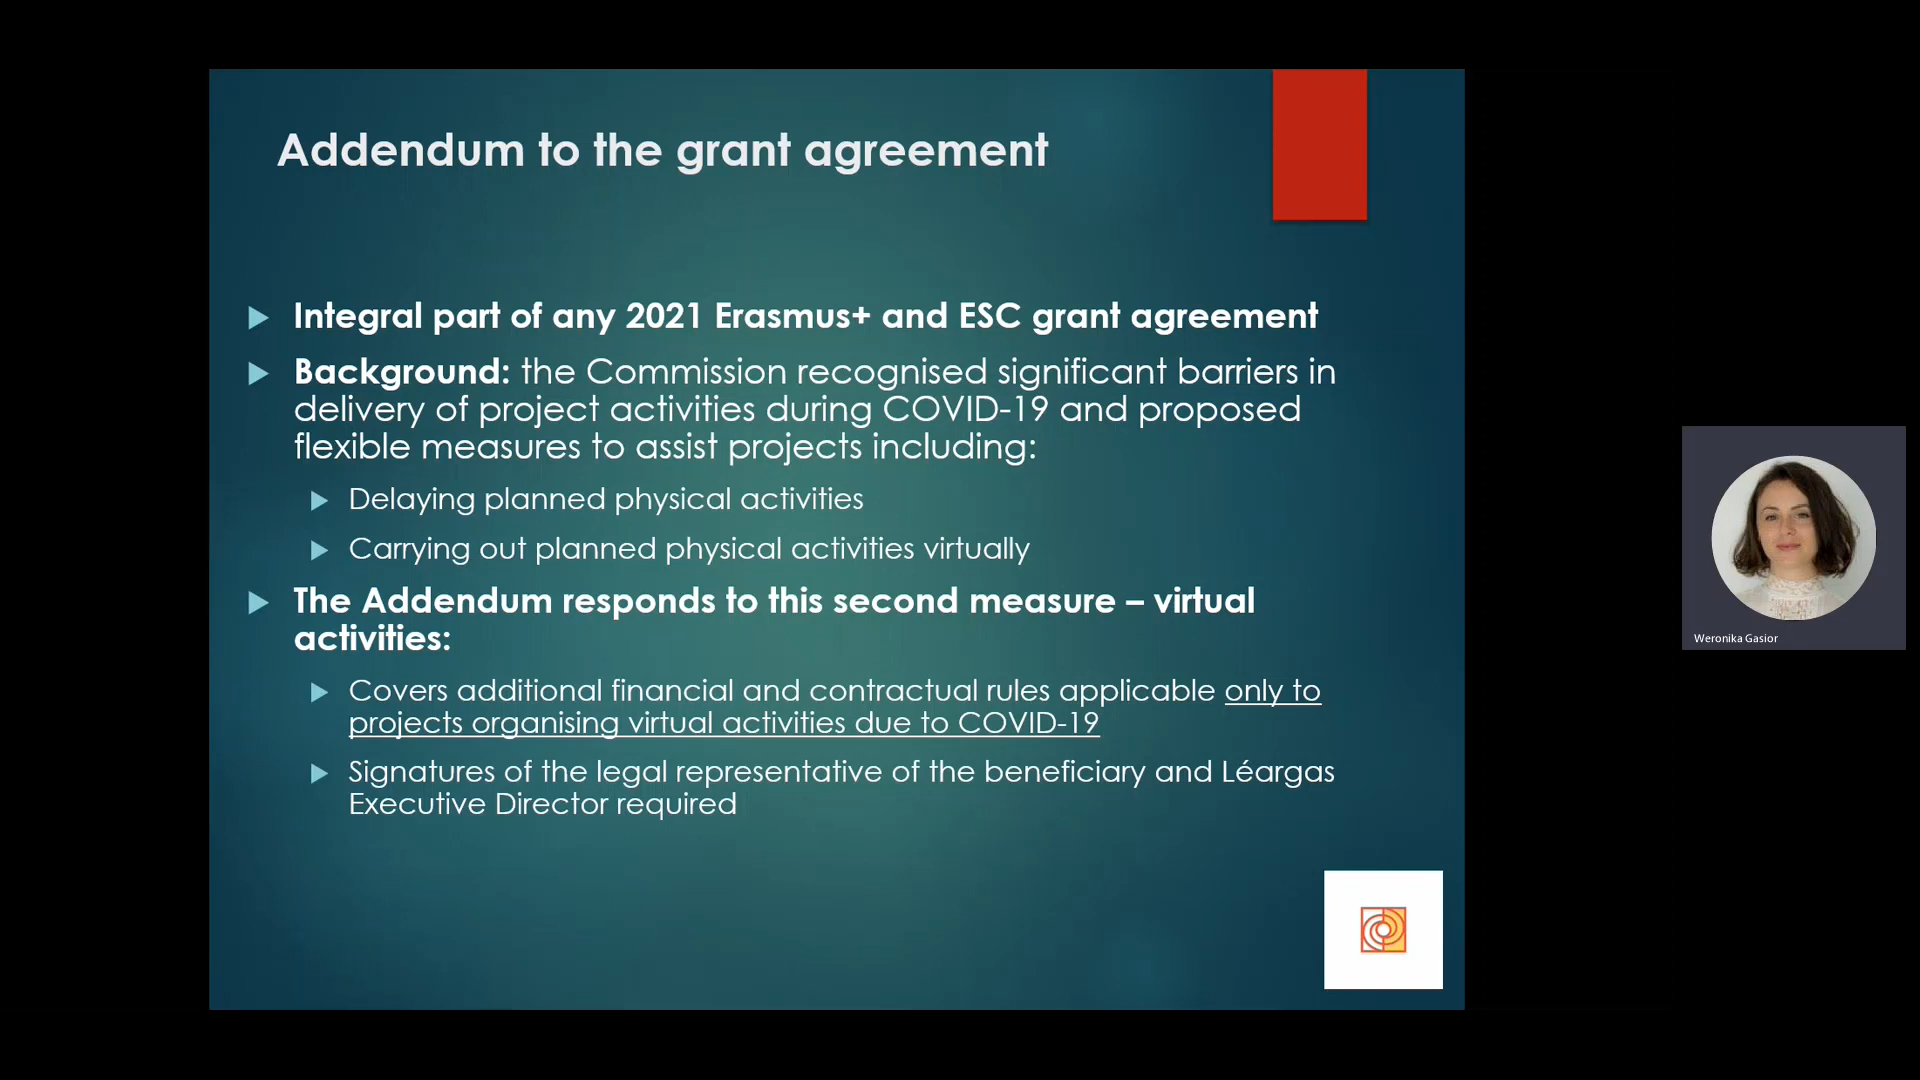 Addendum to the grant agreement
Integral part of any 2021 Erasmus+ and ESC grant agreement
Background: the Commission recognised significant barriers in
delivery of project activities during COVID-19 and proposed
flexible measures to assist projects including:
Delaying planned physical activities
Carrying out planned physical activities virtually
The Addendum responds to this second measure – virtual
activities:
Covers additional financial and contractual rules applicable only to
projects organising virtual activities due to COVID-19
Signatures of the legal representative of the beneficiary and Léargas
Executive Director required
Weronika Gasior